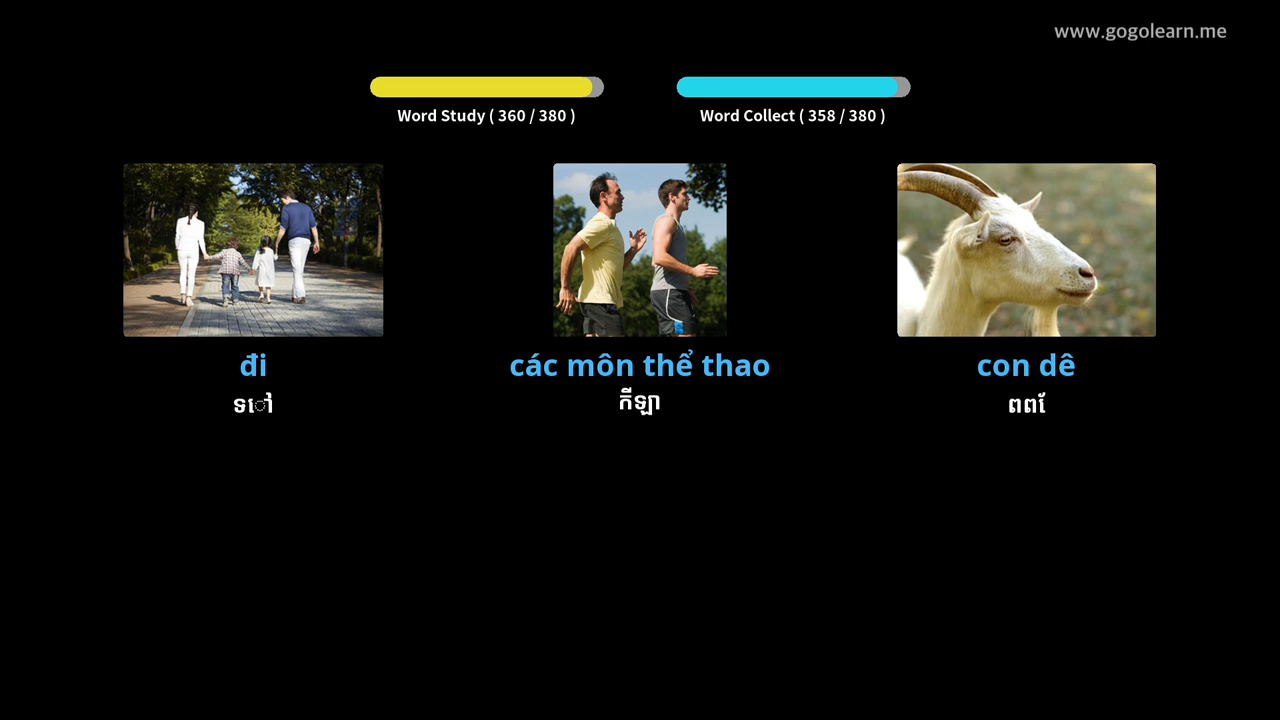 www.gogolearn.me
Word Study ( 360 / 380 )
Word Collect ( 358 / 380 )
đi
các môn thể thao
con dê
ទៅ
កីឡា
ពពែ